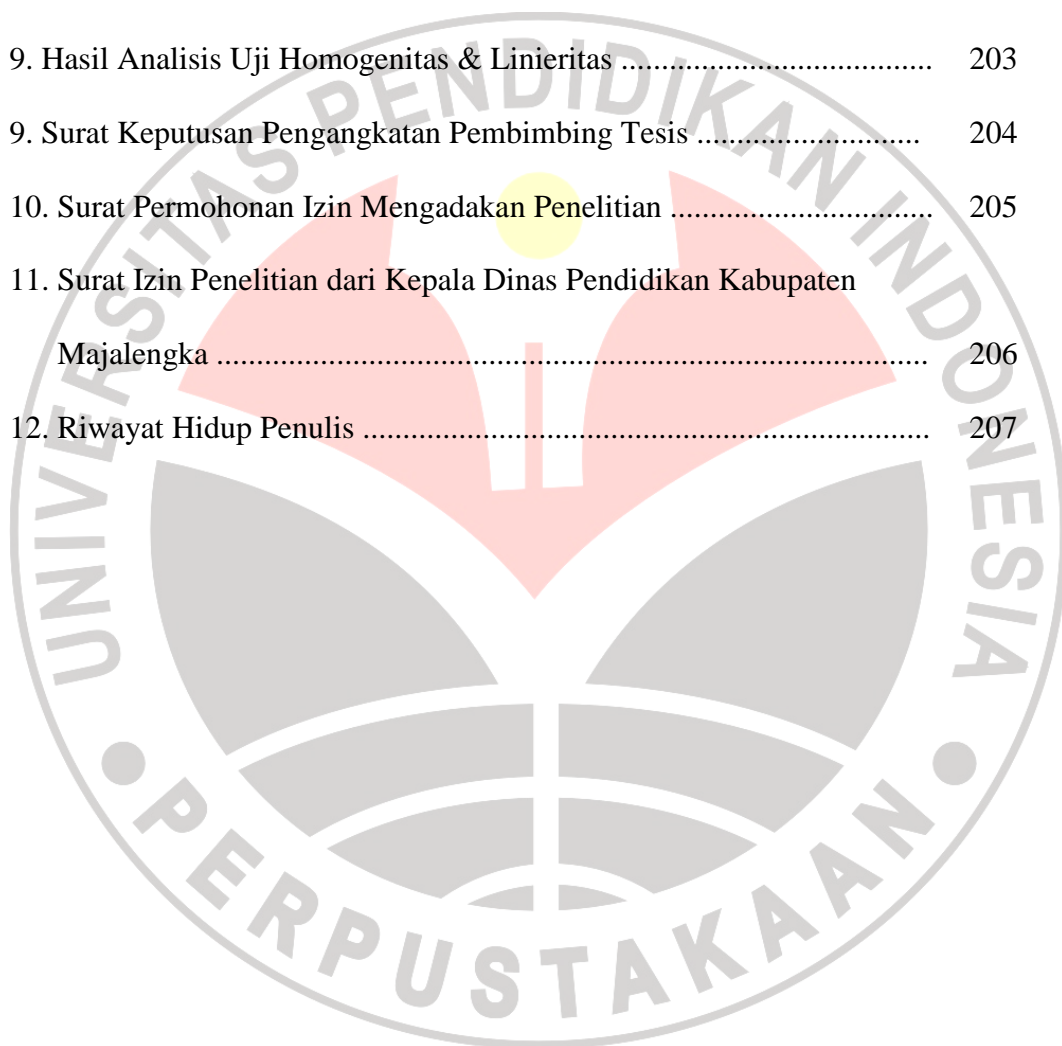 9. Hasil Analisis Uji Homogenitas & Linieritas ....................................... 203
9. Surat Keputusan Pengangkatan Pembimbing Tesis ............................ 204
10. Surat Permohonan Izin Mengadakan Penelitian ................................. 205
11. Surat Izin Penelitian dari Kepala Dinas Pendidikan Kabupaten
Majalengka .......................................................................................... 206
12. Riwayat Hidup Penulis ....................................................................... 207
UNIVERSITAS PENDIDIKAN INDONESIA
PERPUSTAKAAN